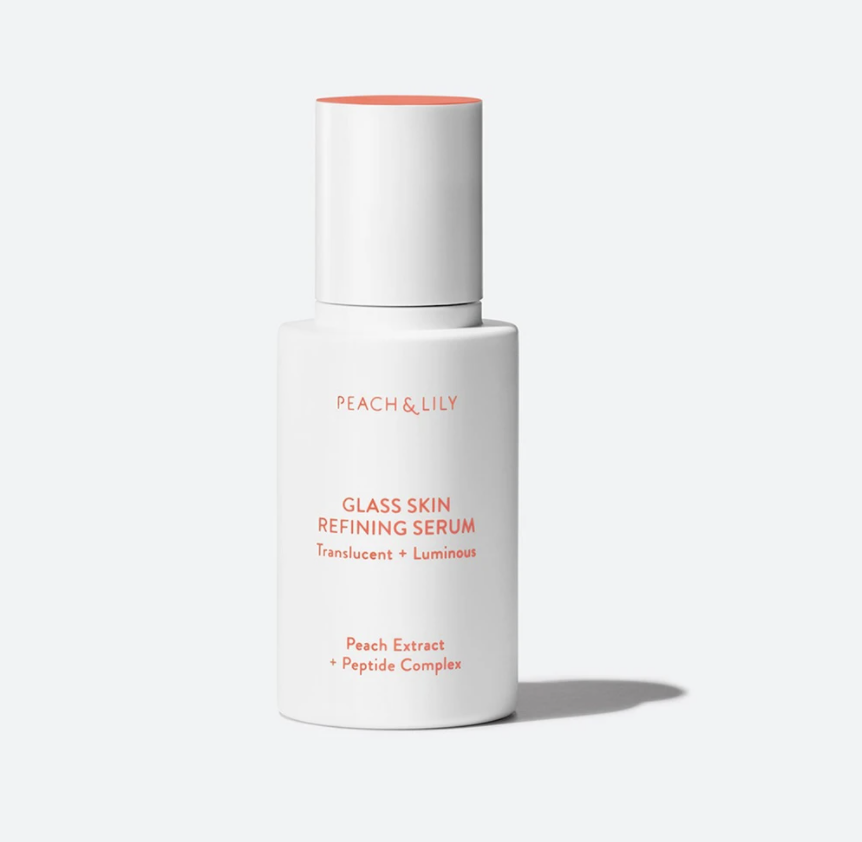 PEACH & LILY
GLASS SKIN
REFINING SERUM
Translucent + Luminous
Peach Extract
+ Peptide Complex